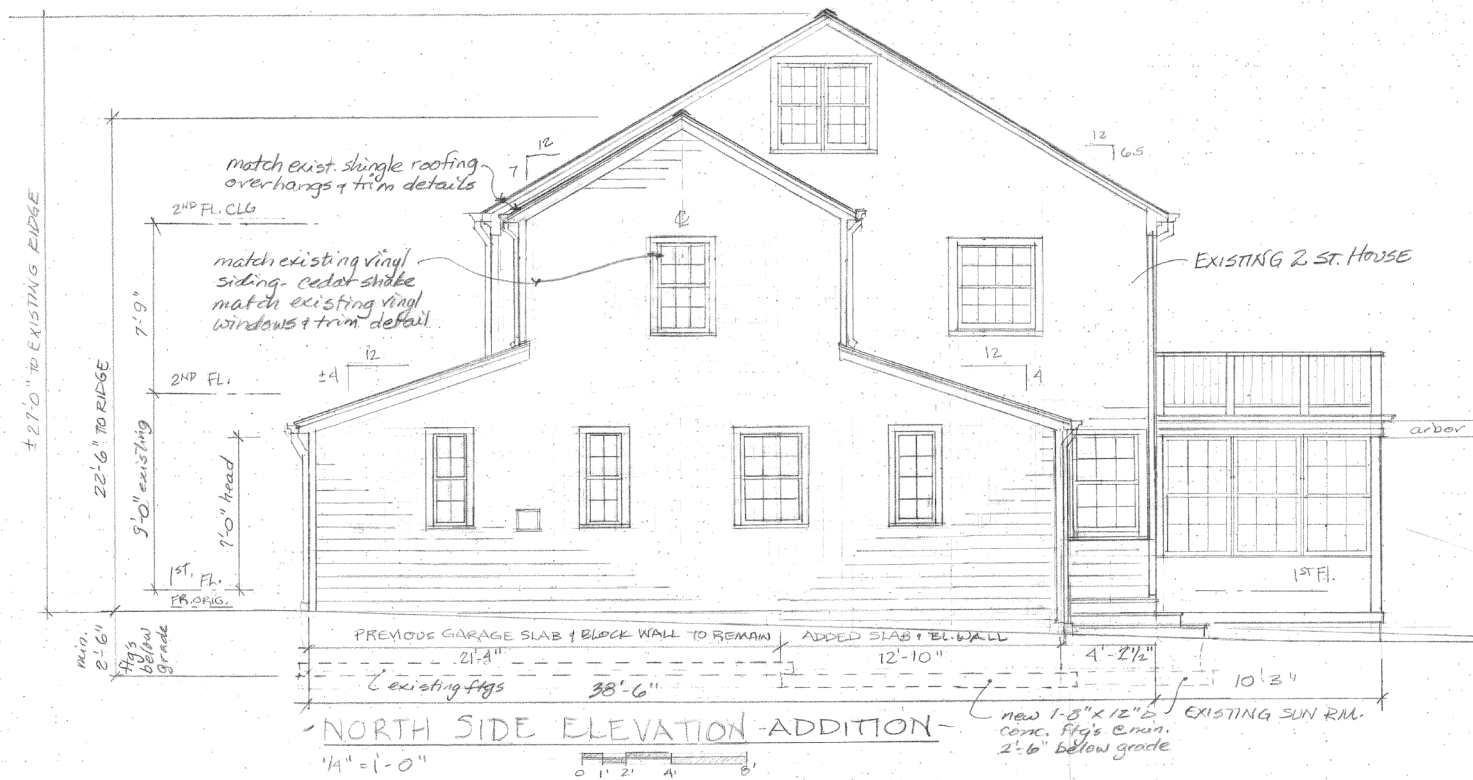 12
6.5
12
7
match exist. shingle roofing
overhangs & trim details
2ND FL. CLG
℄
match existing vinyl
siding - cedar shake
match existing vinyl
windows & trim detail
EXISTING 2 ST. HOUSE
±27'-0" TO EXISTING RIDGE
22'-6" TO RIDGE
7'-9"
2ND FL.
12
±4
12
4
9'-0" existing
7'-0" head
arbor
1ST. FL.
FR. ORIG.
1ST Fl.
min.
2'-6"
ftgs
below
grade
PREVIOUS GARAGE SLAB & BLOCK WALL TO REMAIN
ADDED SLAB & BL. WALL
21'-4"
12'-10"
4'-2½"
existing ftgs
38'-6"
10'-3"
new 1'-8" x 12" D
conc. ftg's @ min.
2'-6" below grade
EXISTING SUN RM.
-NORTH SIDE ELEVATION-ADDITION-
1/4" = 1'-0"
0 1' 2' 4' 8'